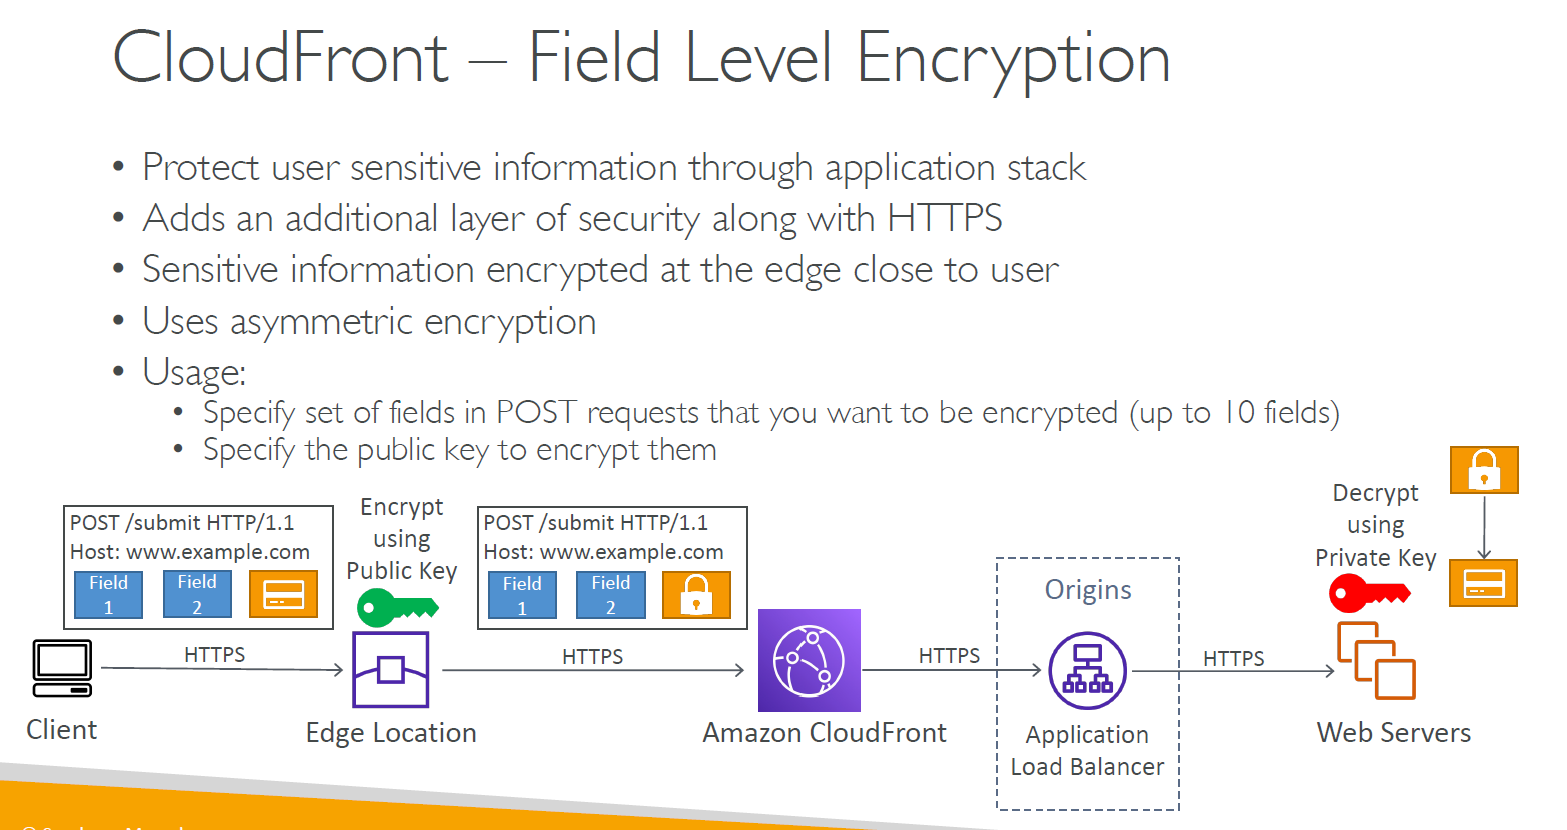 CloudFront – Field Level Encryption
• Protect user sensitive information through application stack
• Adds an additional layer of security along with HTTPS
• Sensitive information encrypted at the edge close to user
• Uses asymmetric encryption
• Usage:
• Specify set of fields in POST requests that you want to be encrypted (up to 10 fields)
• Specify the public key to encrypt them
POST /submit HTTP/1.1
Host: www.example.com
Field
1
Field
2
Encrypt
using
Public Key
POST /submit HTTP/1.1
Host: www.example.com
Field
1
Field
2
Origins
Decrypt
using
Private Key
HTTPS
HTTPS
HTTPS
HTTPS
Client
Edge Location
Amazon CloudFront
Application
Load Balancer
Web Servers